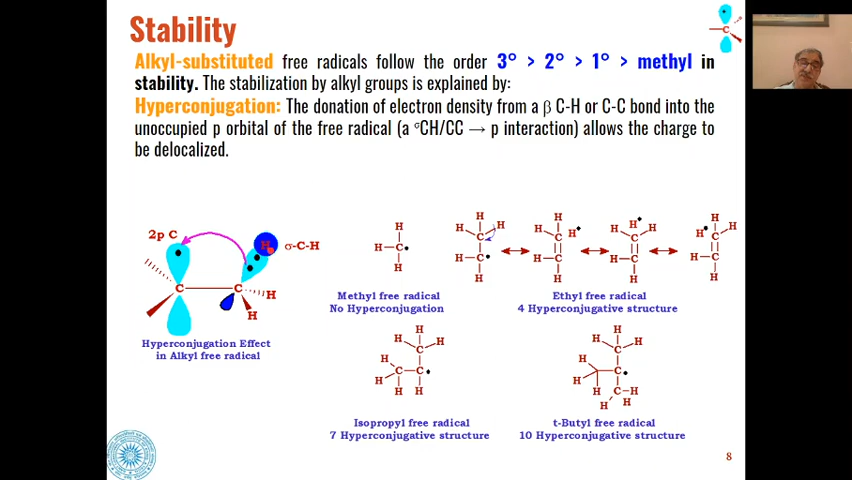 Stability
Alkyl-substituted free radicals follow the order 3° > 2° > 1° > methyl in
stability. The stabilization by alkyl groups is explained by:
Hyperconjugation: The donation of electron density from a β C-H or C-C bond into the
unoccupied p orbital of the free radical (a σCH/CC → p interaction) allows the charge to
be delocalized.
C
2p C
H
σ-C-H
C
C
H
H
Hyperconjugation Effect
in Alkyl free radical
H
H C
H
Methyl free radical
No Hyperconjugation
H
H H
C
H C
H
H
H H
C
H C
H
H
H H
C
H C
H
H
H H
C
H C
H
Ethyl free radical
4 Hyperconjugative structure
H
H H
C
H
C C
H
H H
Isopropyl free radical
7 Hyperconjugative structure
H
H H
C
H
C
H
H C H
H H
t-Butyl free radical
10 Hyperconjugative structure
8